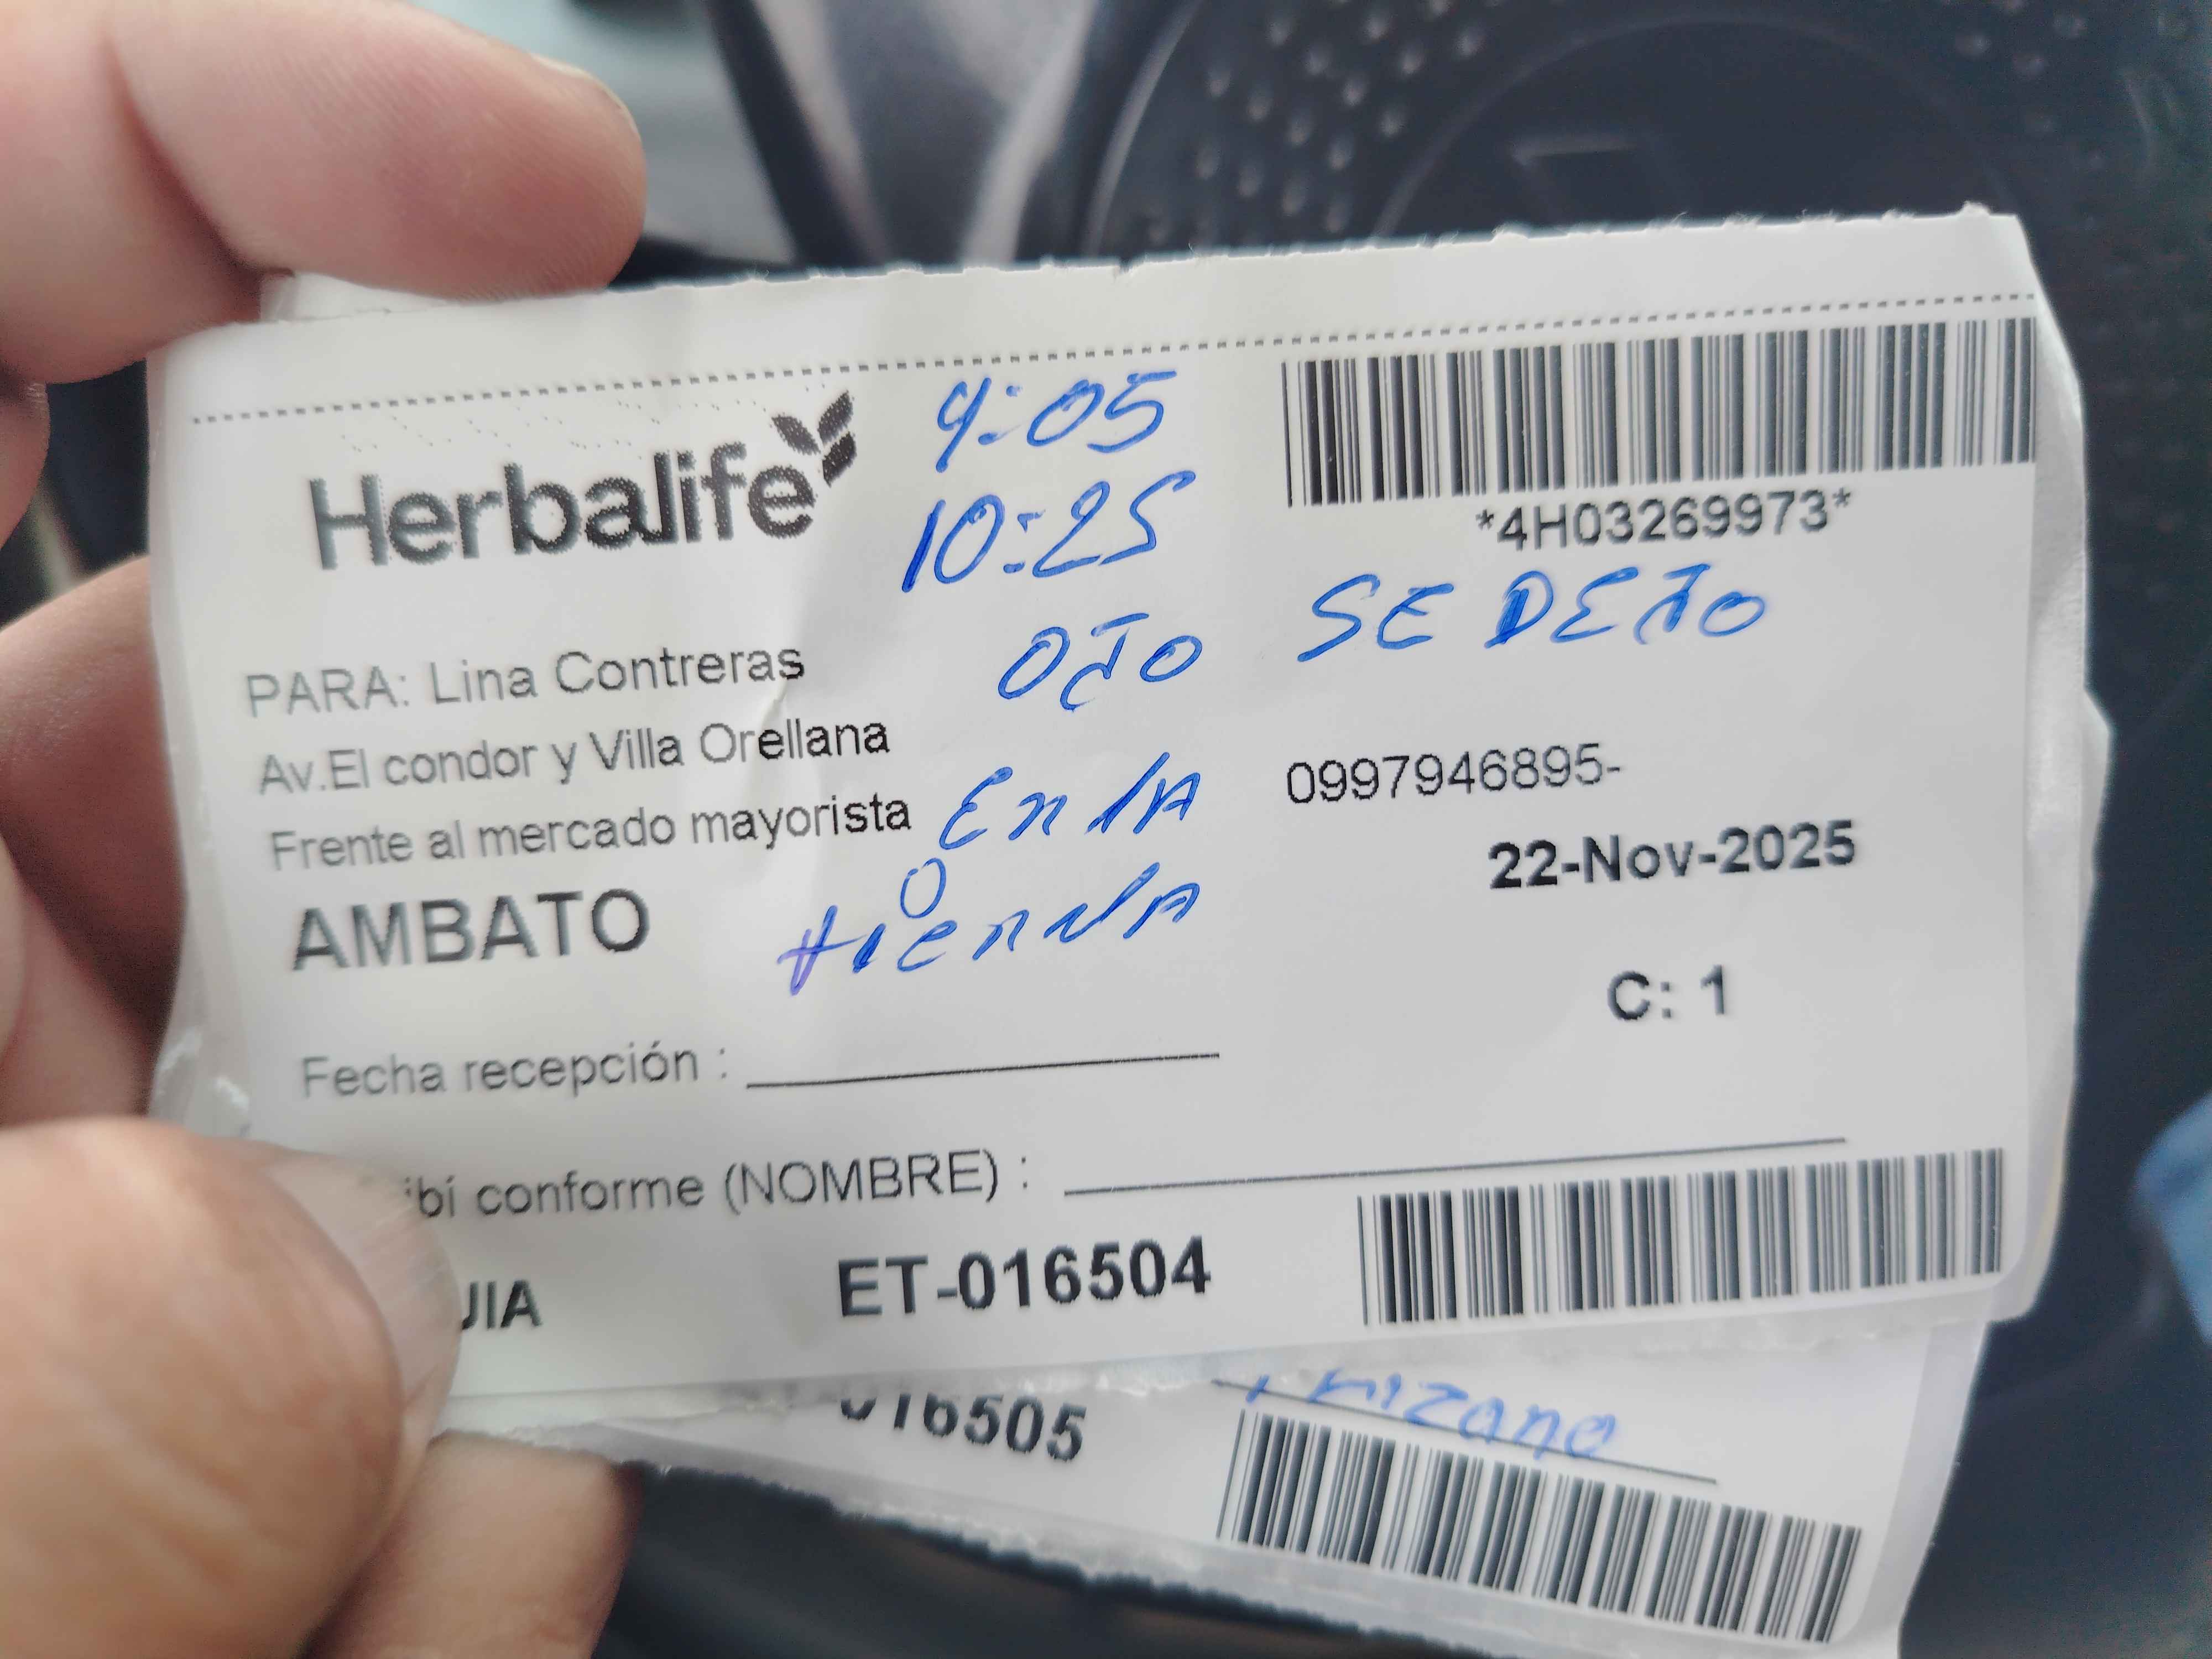 Herbalife
4:05
10:25
*4H03269973*
OJO SE DEJO
PARA: Lina Contreras
Av.El condor y Villa Orellana
0997946895-
Frente al mercado mayorista
En lA
tiendA
22-Nov-2025
AMBATO
C: 1
Fecha recepción :
ibí conforme (NOMBRE) :
JIA
ET-016504
016505